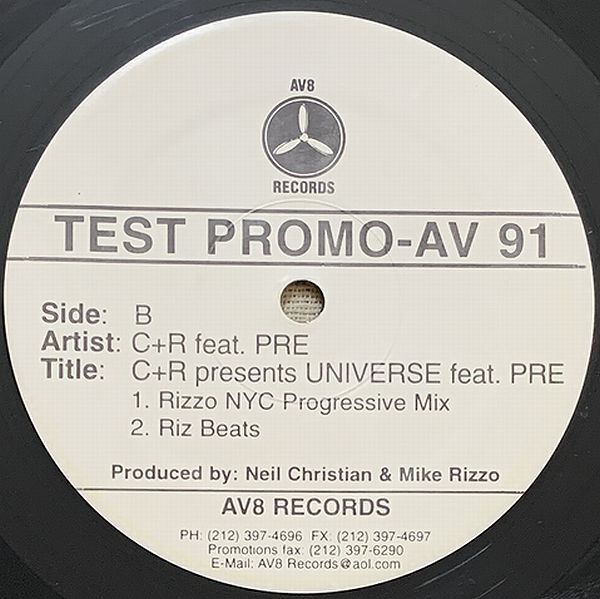 AV8
RECORDS
TEST PROMO-AV 91
Side: B
Artist: C+R feat. PRE
Title: C+R presents UNIVERSE feat. PRE
1. Rizzo NYC Progressive Mix
2. Riz Beats
Produced by: Neil Christian & Mike Rizzo
AV8 RECORDS
PH: (212) 397-4696 FX: (212) 397-4697
Promotions fax: (212) 397-6290
E-Mail: AV8 Records@aol.com